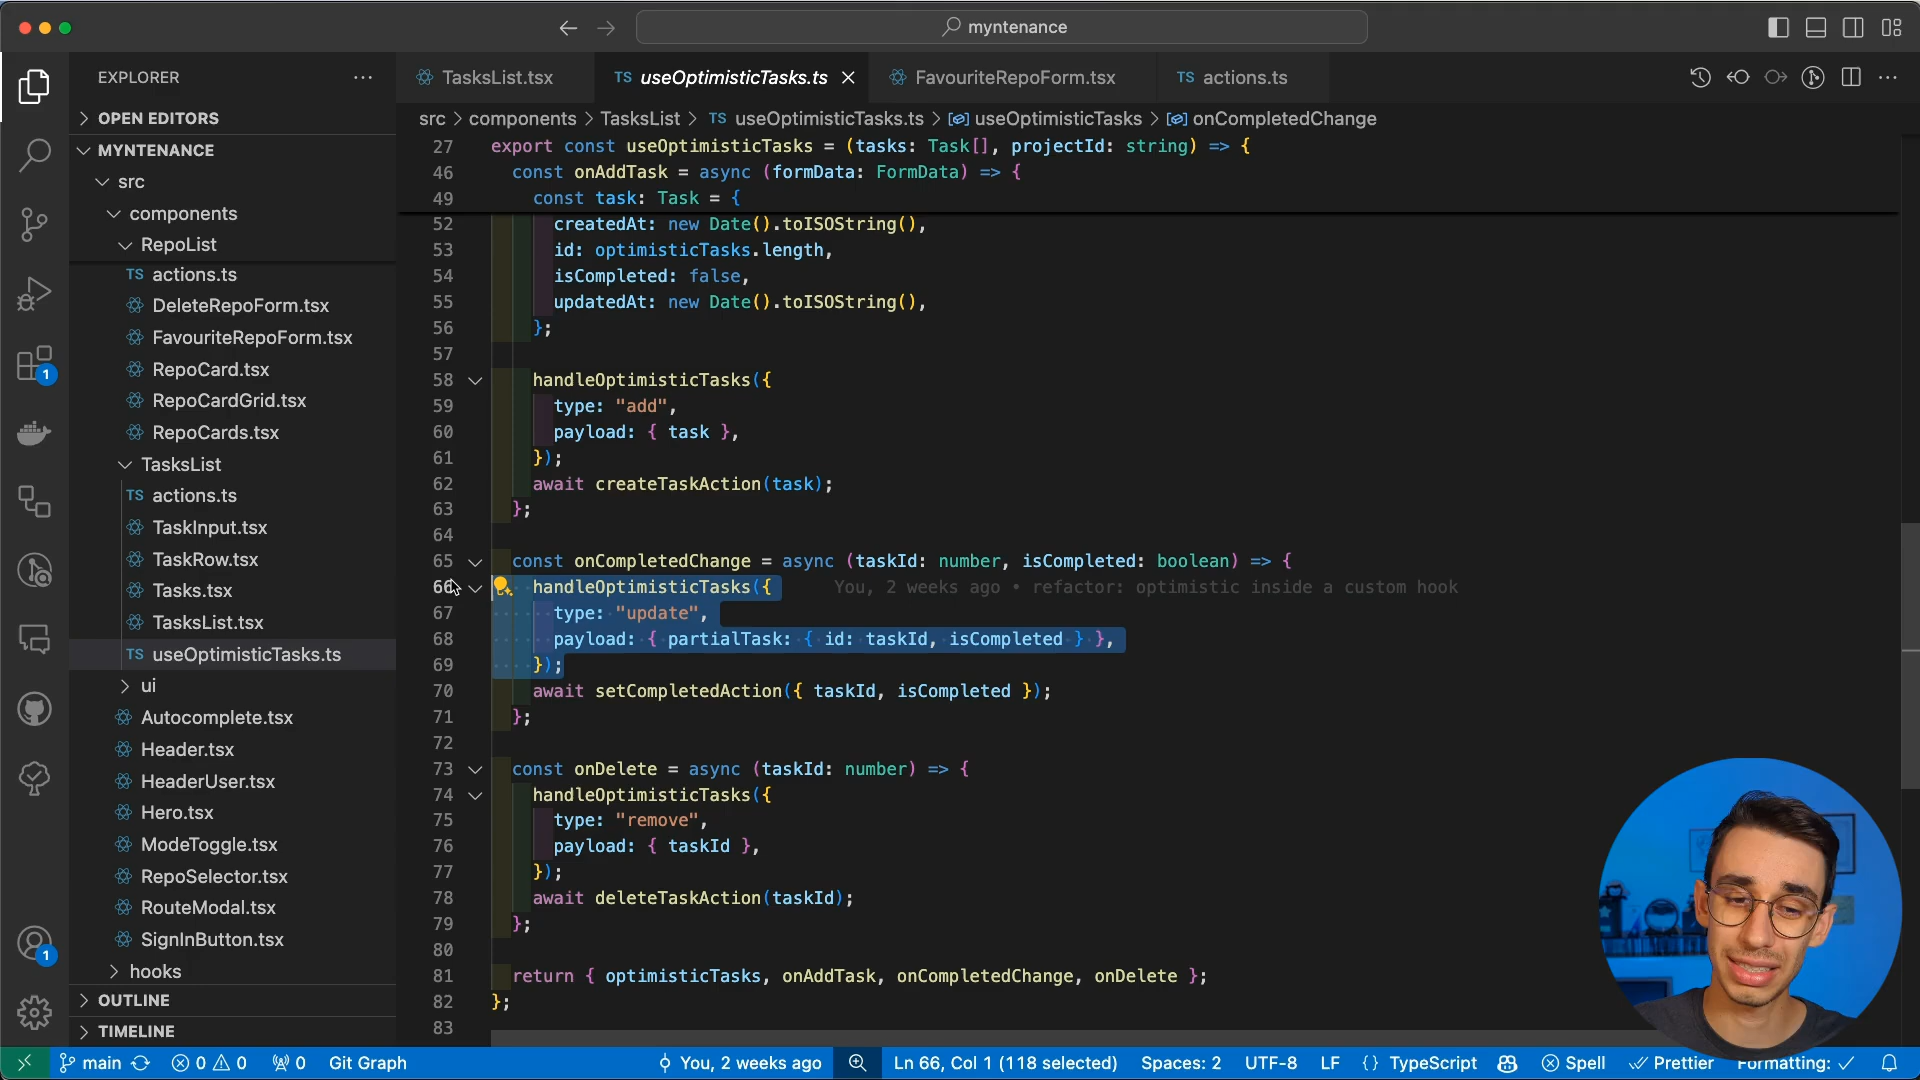 myntenance
EXPLORER
TasksList.tsx
TS useOptimisticTasks.ts
FavouriteRepoForm.tsx
TS actions.ts
OPEN EDITORS
MYNTENANCE
src
components
RepoList
TS actions.ts
DeleteRepoForm.tsx
FavouriteRepoForm.tsx
RepoCard.tsx
RepoCardGrid.tsx
RepoCards.tsx
TasksList
TS actions.ts
TaskInput.tsx
TaskRow.tsx
Tasks.tsx
TasksList.tsx
TS useOptimisticTasks.ts
ui
Autocomplete.tsx
Header.tsx
HeaderUser.tsx
Hero.tsx
ModeToggle.tsx
RepoSelector.tsx
RouteModal.tsx
SignInButton.tsx
hooks
OUTLINE
TIMELINE
1
1
src > components > TasksList > TS useOptimisticTasks.ts > useOptimisticTasks > onCompletedChange
27 export const useOptimisticTasks = (tasks: Task[], projectId: string) => {
46 const onAddTask = async (formData: FormData) => {
49 const task: Task = {
52 createdAt: new Date().toISOString(),
53 id: optimisticTasks.length,
54 isCompleted: false,
55 updatedAt: new Date().toISOString(),
56 };
57
58 handleOptimisticTasks({
59 type: "add",
60 payload: { task },
61 });
62 await createTaskAction(task);
63 };
64
65 const onCompletedChange = async (taskId: number, isCompleted: boolean) => {
66 handleOptimisticTasks({ You, 2 weeks ago • refactor: optimistic inside a custom hook
67 type: "update",
68 payload: { partialTask: { id: taskId, isCompleted } },
69 });
70 await setCompletedAction({ taskId, isCompleted });
71 };
72
73 const onDelete = async (taskId: number) => {
74 handleOptimisticTasks({
75 type: "remove",
76 payload: { taskId },
77 });
78 await deleteTaskAction(taskId);
79 };
80
81 return { optimisticTasks, onAddTask, onCompletedChange, onDelete };
82 };
83
main 0 0 0 Git Graph You, 2 weeks ago Ln 66, Col 1 (118 selected) Spaces: 2 UTF-8 LF {} TypeScript Spell Prettier Formatting: ✓